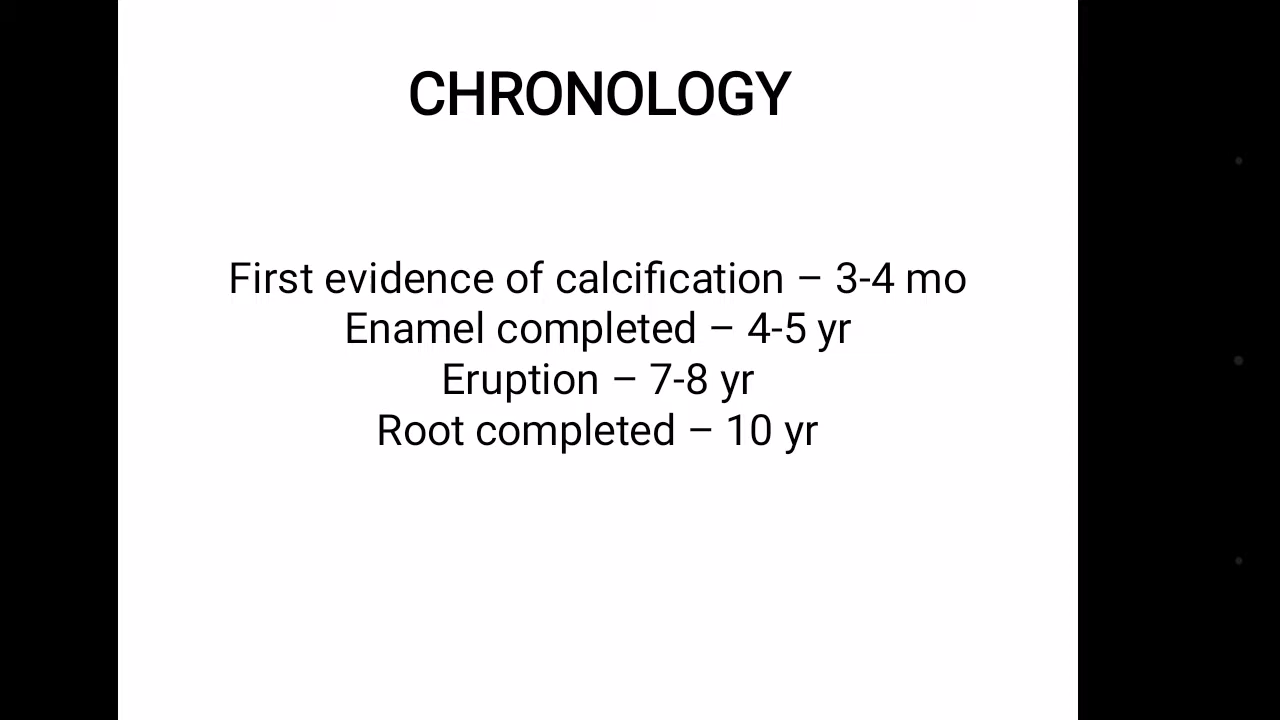 CHRONOLOGY
First evidence of calcification – 3-4 mo
Enamel completed – 4-5 yr
Eruption – 7-8 yr
Root completed – 10 yr